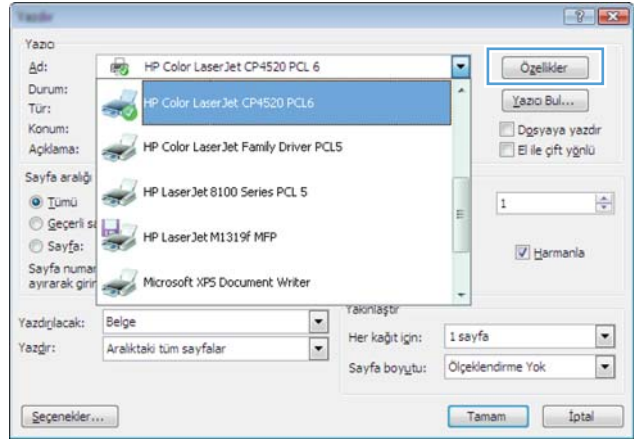 Yazdır
Yazıcı
Ad: HP Color LaserJet CP4520 PCL 6 Özellikler
Durum: HP Color LaserJet CP4520 PCL6 Yazıcı Bul...
Tür:
Konum: Dosyaya yazdır
Açıklama: HP Color LaserJet Family Driver PCL5 El ile çift yönlü
Sayfa aralığı
Tümü HP LaserJet 8100 Series PCL 5 1
Geçerli sa
Sayfa: HP LaserJet M1319f MFP Harmanla
Sayfa numar
ayırarak girin Microsoft XPS Document Writer
Yakınlaştır
Yazdırılacak: Belge
Her kağıt için: 1 sayfa
Yazdır: Aralıktaki tüm sayfalar
Sayfa boyutu: Ölçeklendirme Yok
Seçenekler... Tamam İptal